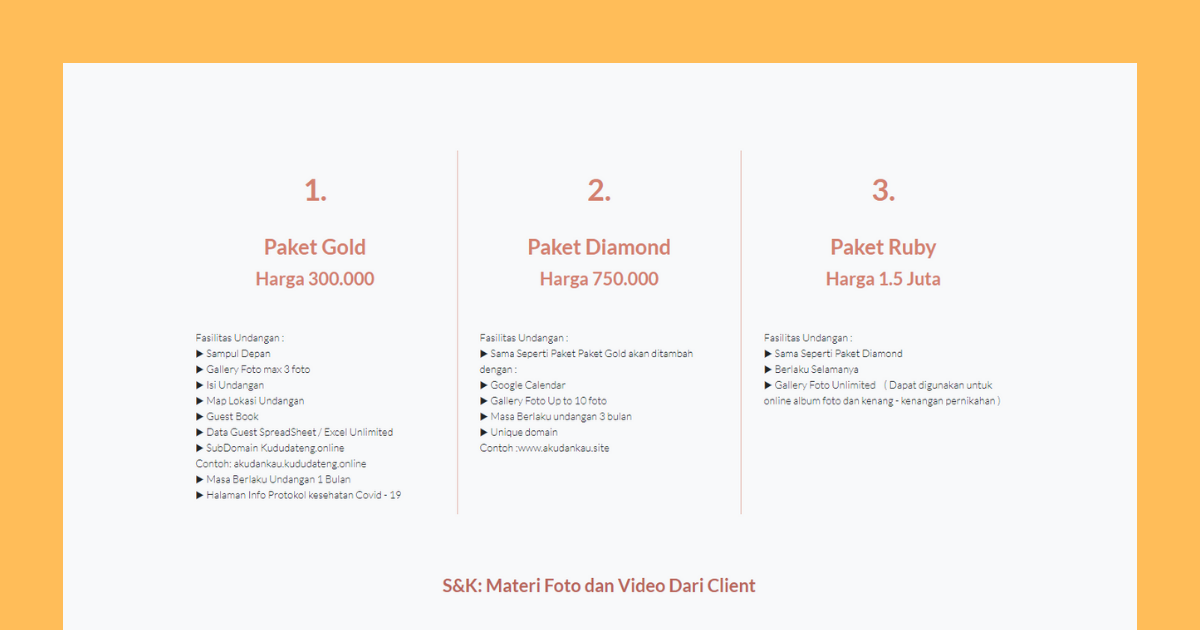 1.
Paket Gold
Harga 300.000
Fasilitas Undangan :
► Sampul Depan
► Gallery Foto max 3 foto
► Isi Undangan
► Map Lokasi Undangan
► Guest Book
► Data Guest SpreadSheet / Excel Unlimited
► SubDomain Kududateng.online
Contoh: akudankau.kududateng.online
► Masa Berlaku Undangan 1 Bulan
► Halaman Info Protokol kesehatan Covid - 19
2.
Paket Diamond
Harga 750.000
Fasilitas Undangan :
► Sama Seperti Paket Paket Gold akan ditambah
dengan :
► Google Calendar
► Gallery Foto Up to 10 foto
► Masa Berlaku undangan 3 bulan
► Unique domain
Contoh :www.akudankau.site
3.
Paket Ruby
Harga 1.5 Juta
Fasilitas Undangan :
► Sama Seperti Paket Diamond
► Berlaku Selamanya
► Gallery Foto Unlimited ( Dapat digunakan untuk
online album foto dan kenang - kenangan pernikahan )
S&K: Materi Foto dan Video Dari Client